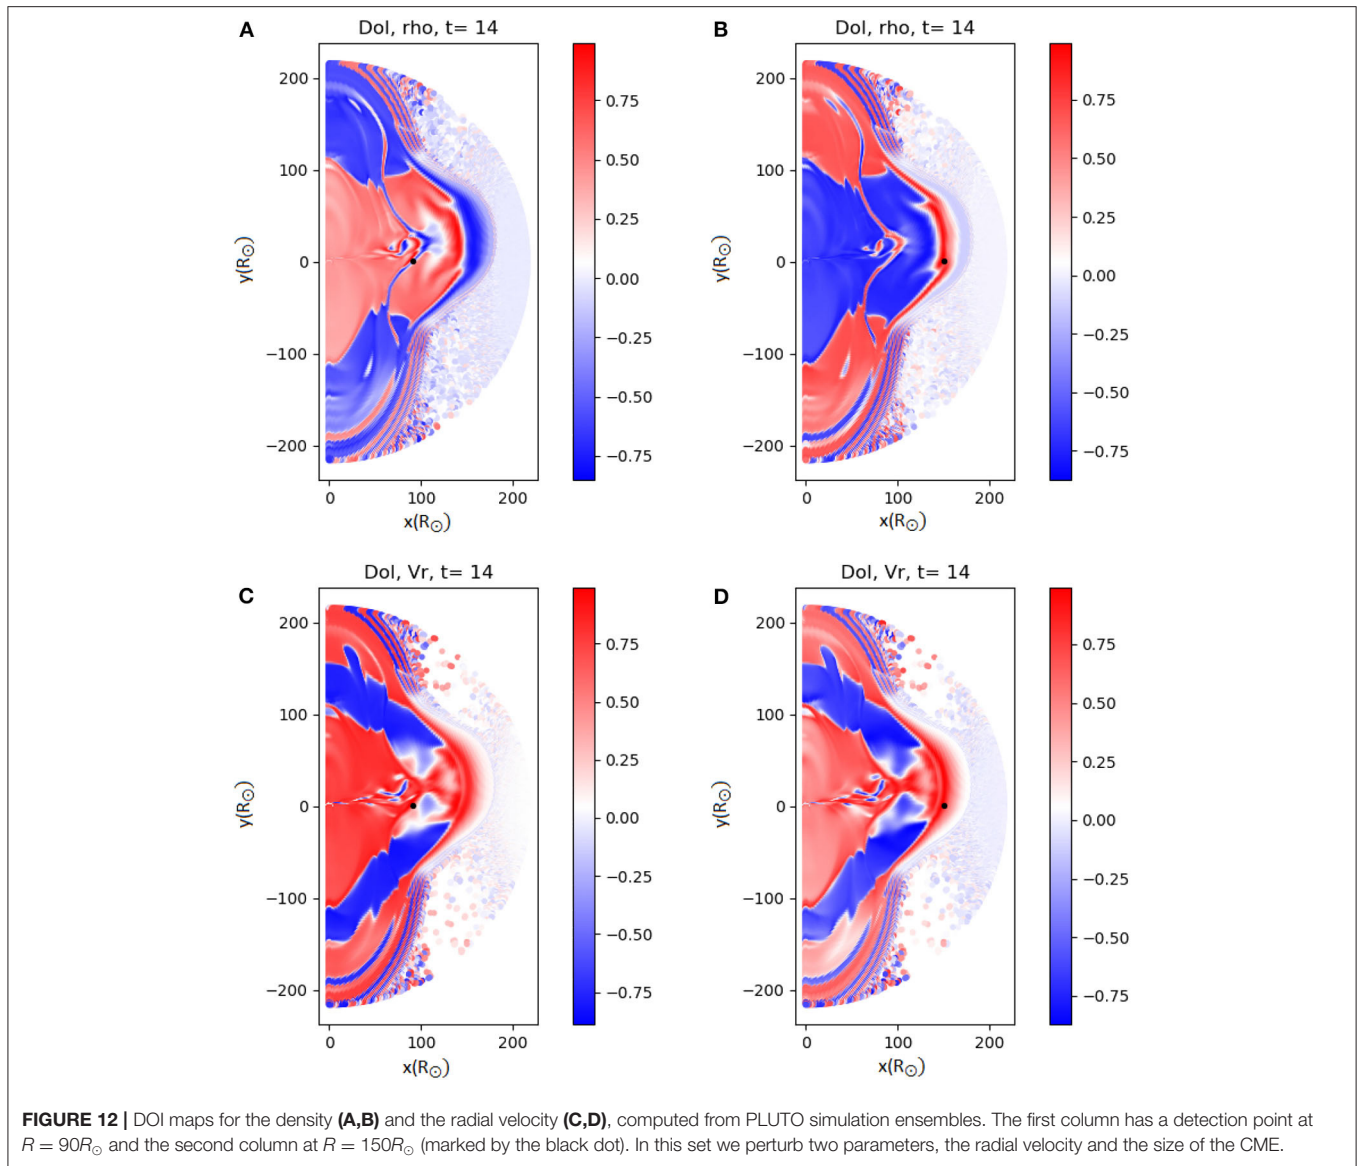 A
DoI, rho, t= 14
200
100
0
−100
−200
y(R☉)
0 100 200
x(R☉)
0.75
0.50
0.25
0.00
−0.25
−0.50
−0.75
B
DoI, rho, t= 14
200
100
0
−100
−200
y(R☉)
0 100 200
x(R☉)
0.75
0.50
0.25
0.00
−0.25
−0.50
−0.75
C
DoI, Vr, t= 14
200
100
0
−100
−200
y(R☉)
0 100 200
x(R☉)
0.75
0.50
0.25
0.00
−0.25
−0.50
−0.75
D
DoI, Vr, t= 14
200
100
0
−100
−200
y(R☉)
0 100 200
x(R☉)
0.75
0.50
0.25
0.00
−0.25
−0.50
−0.75
FIGURE 12 | DOI maps for the density (A,B) and the radial velocity (C,D), computed from PLUTO simulation ensembles. The first column has a detection point at
R = 90R☉ and the second column at R = 150R☉ (marked by the black dot). In this set we perturb two parameters, the radial velocity and the size of the CME.